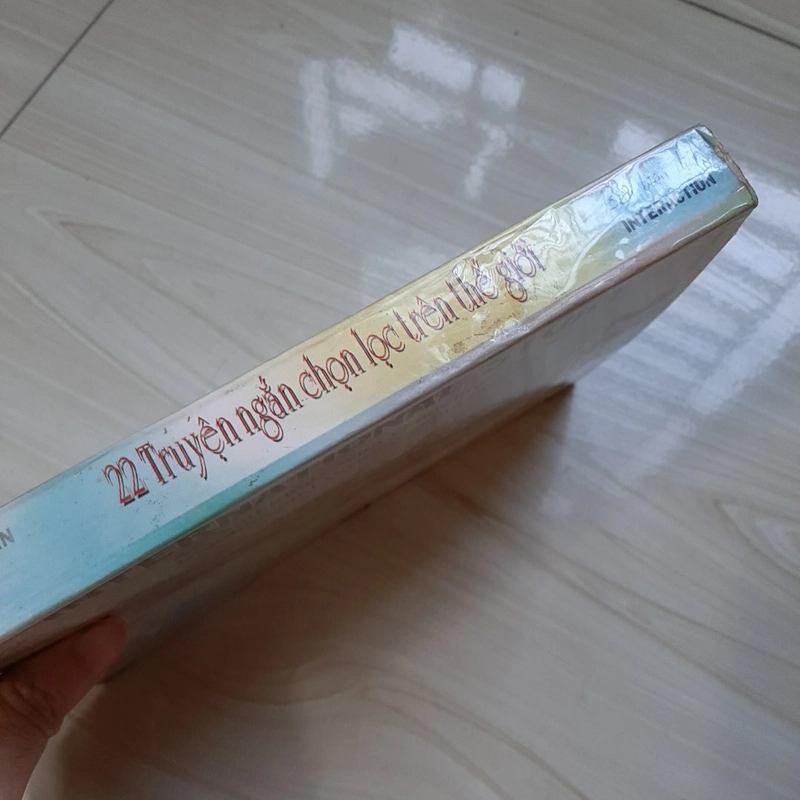 22 Truyện ngắn chọn lọc trên thế giới
INTERACTION